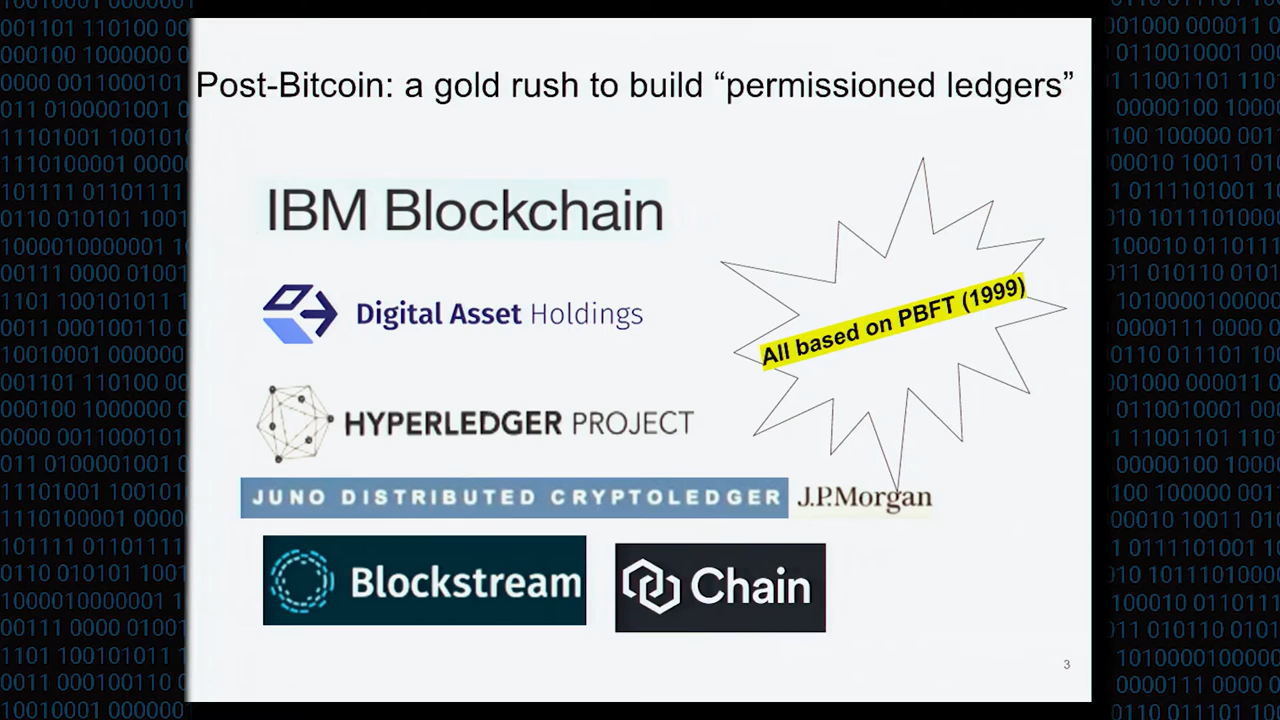 Post-Bitcoin: a gold rush to build “permissioned ledgers”
IBM Blockchain
Digital Asset Holdings
All based on PBFT (1999)
HYPERLEDGER PROJECT
JUNO DISTRIBUTED CRYPTOLEDGER
J.P.Morgan
Blockstream
Chain
3